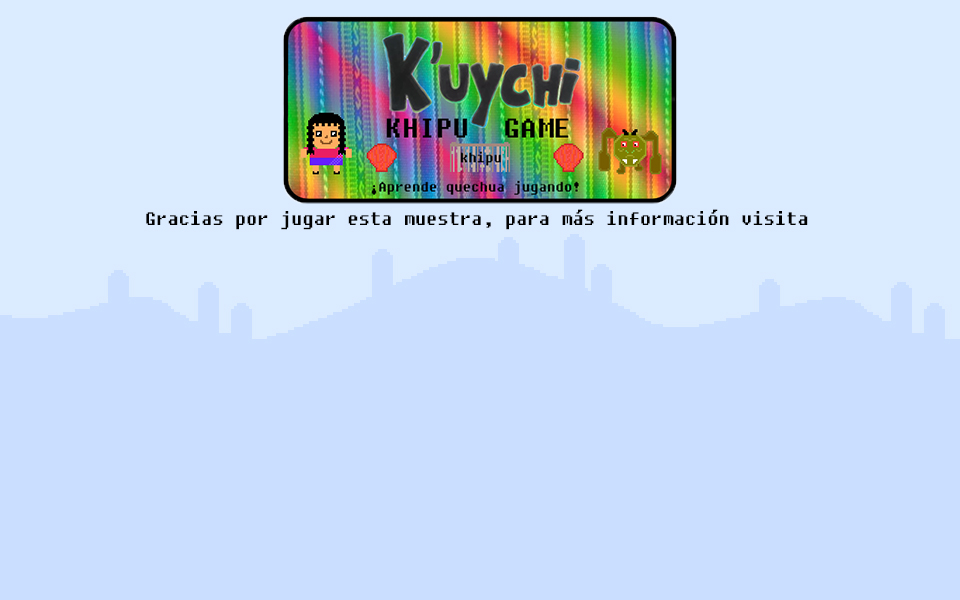 K'uychi
KHIPU GAME
khipu
¡Aprende quechua jugando!
Gracias por jugar esta muestra, para más información visita